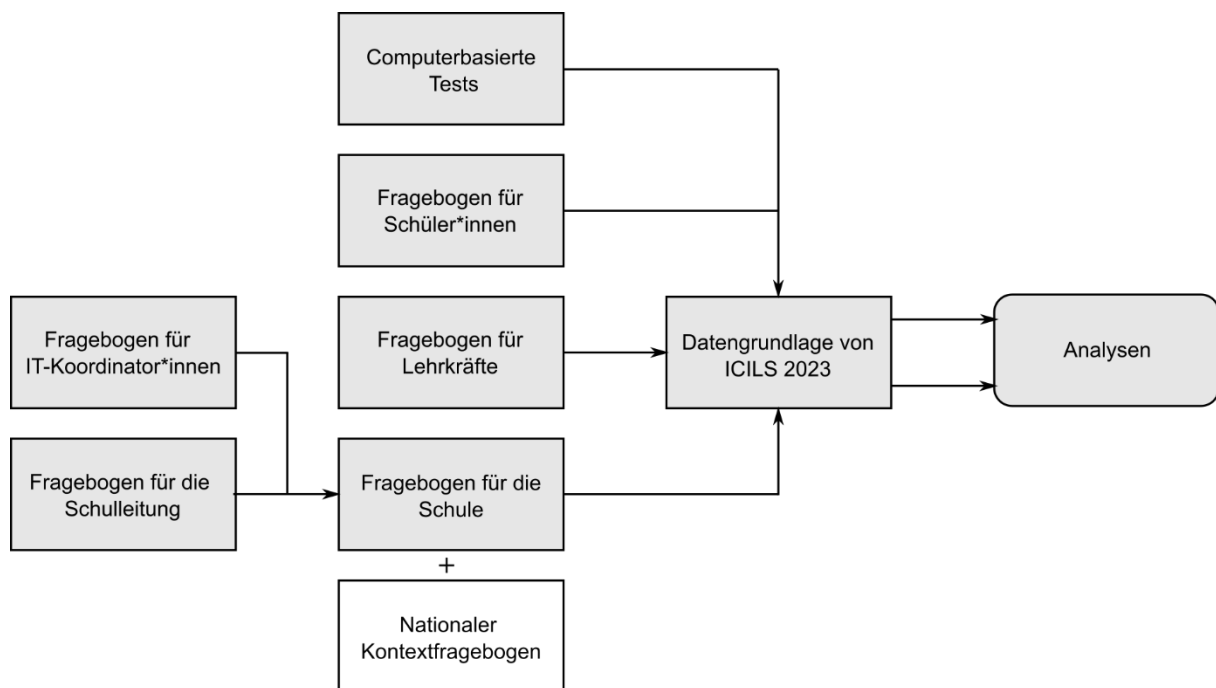 Computerbasierte
Tests
Fragebogen für
Schüler*innen
Fragebogen für
IT-Koordinator*innen
Fragebogen für
Lehrkräfte
Datengrundlage von
ICILS 2023
Analysen
Fragebogen für die
Schulleitung
Fragebogen für die
Schule
+
Nationaler
Kontextfragebogen